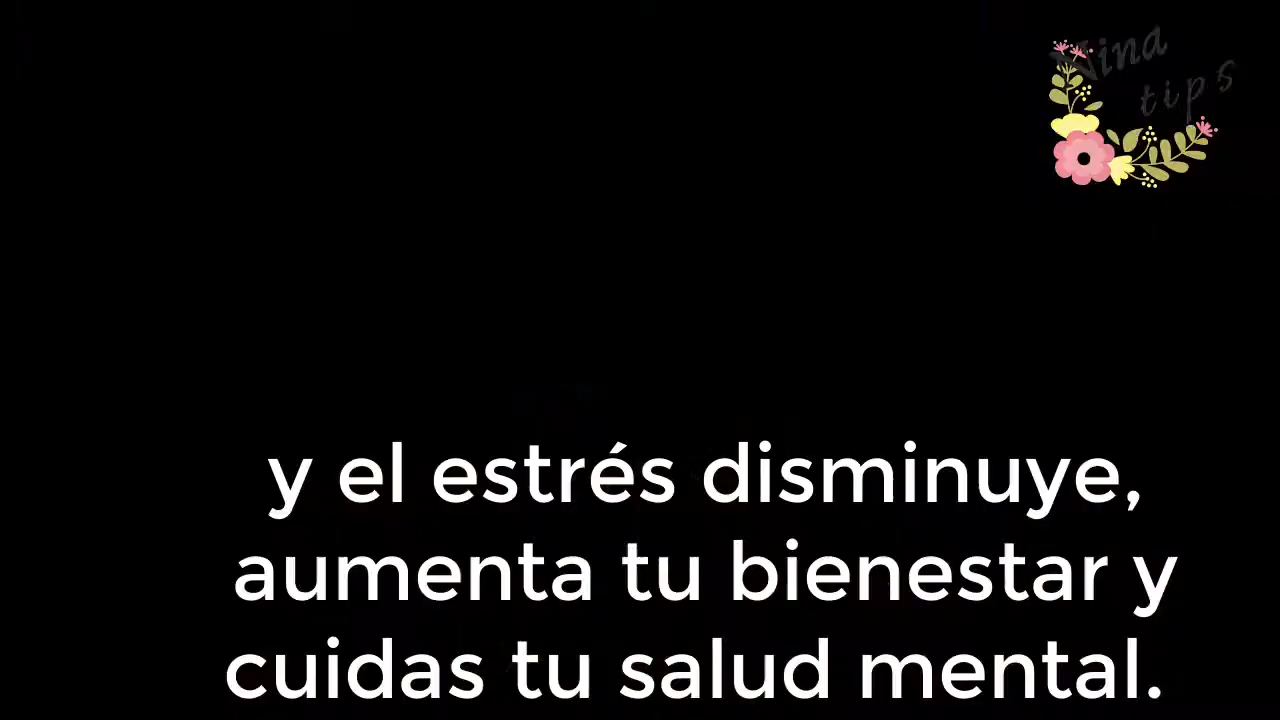 Nina
tips
y el estrés disminuye,
aumenta tu bienestar y
cuidas tu salud mental.